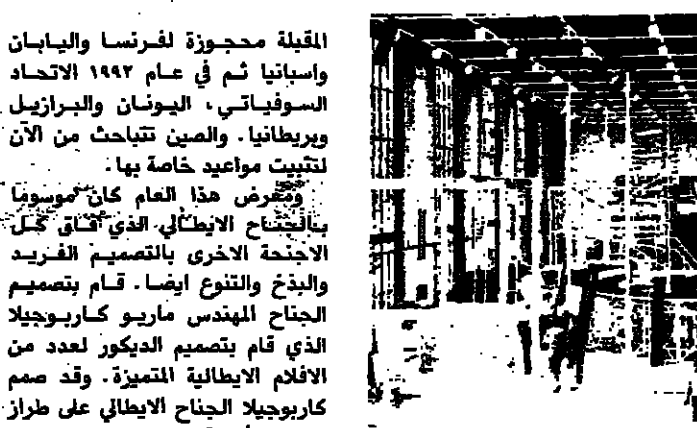 المقبلة محجوزة لفرنسا واليابان
واسبانيا ثم في عام ١٩٩٢ الاتحاد
السوفياتي، اليونان والبرازيل
وبريطانيا. والصين تتباحث من الآن
لتثبيت مواعيد خاصة بها.
ومعرض هذا العام كان موسوما
بالجناح الايطالي الذي فاق كل
الاجنحة الاخرى بالتصميم الفريد
والبذخ والتنوع ايضا. قام بتصميم
الجناح المهندس ماريو كاربوجيلا
الذي قام بتصميم الديكور لعدد من
الافلام الايطالية المتميزة. وقد صمم
كاربوجيلا الجناح الايطالي على طراز